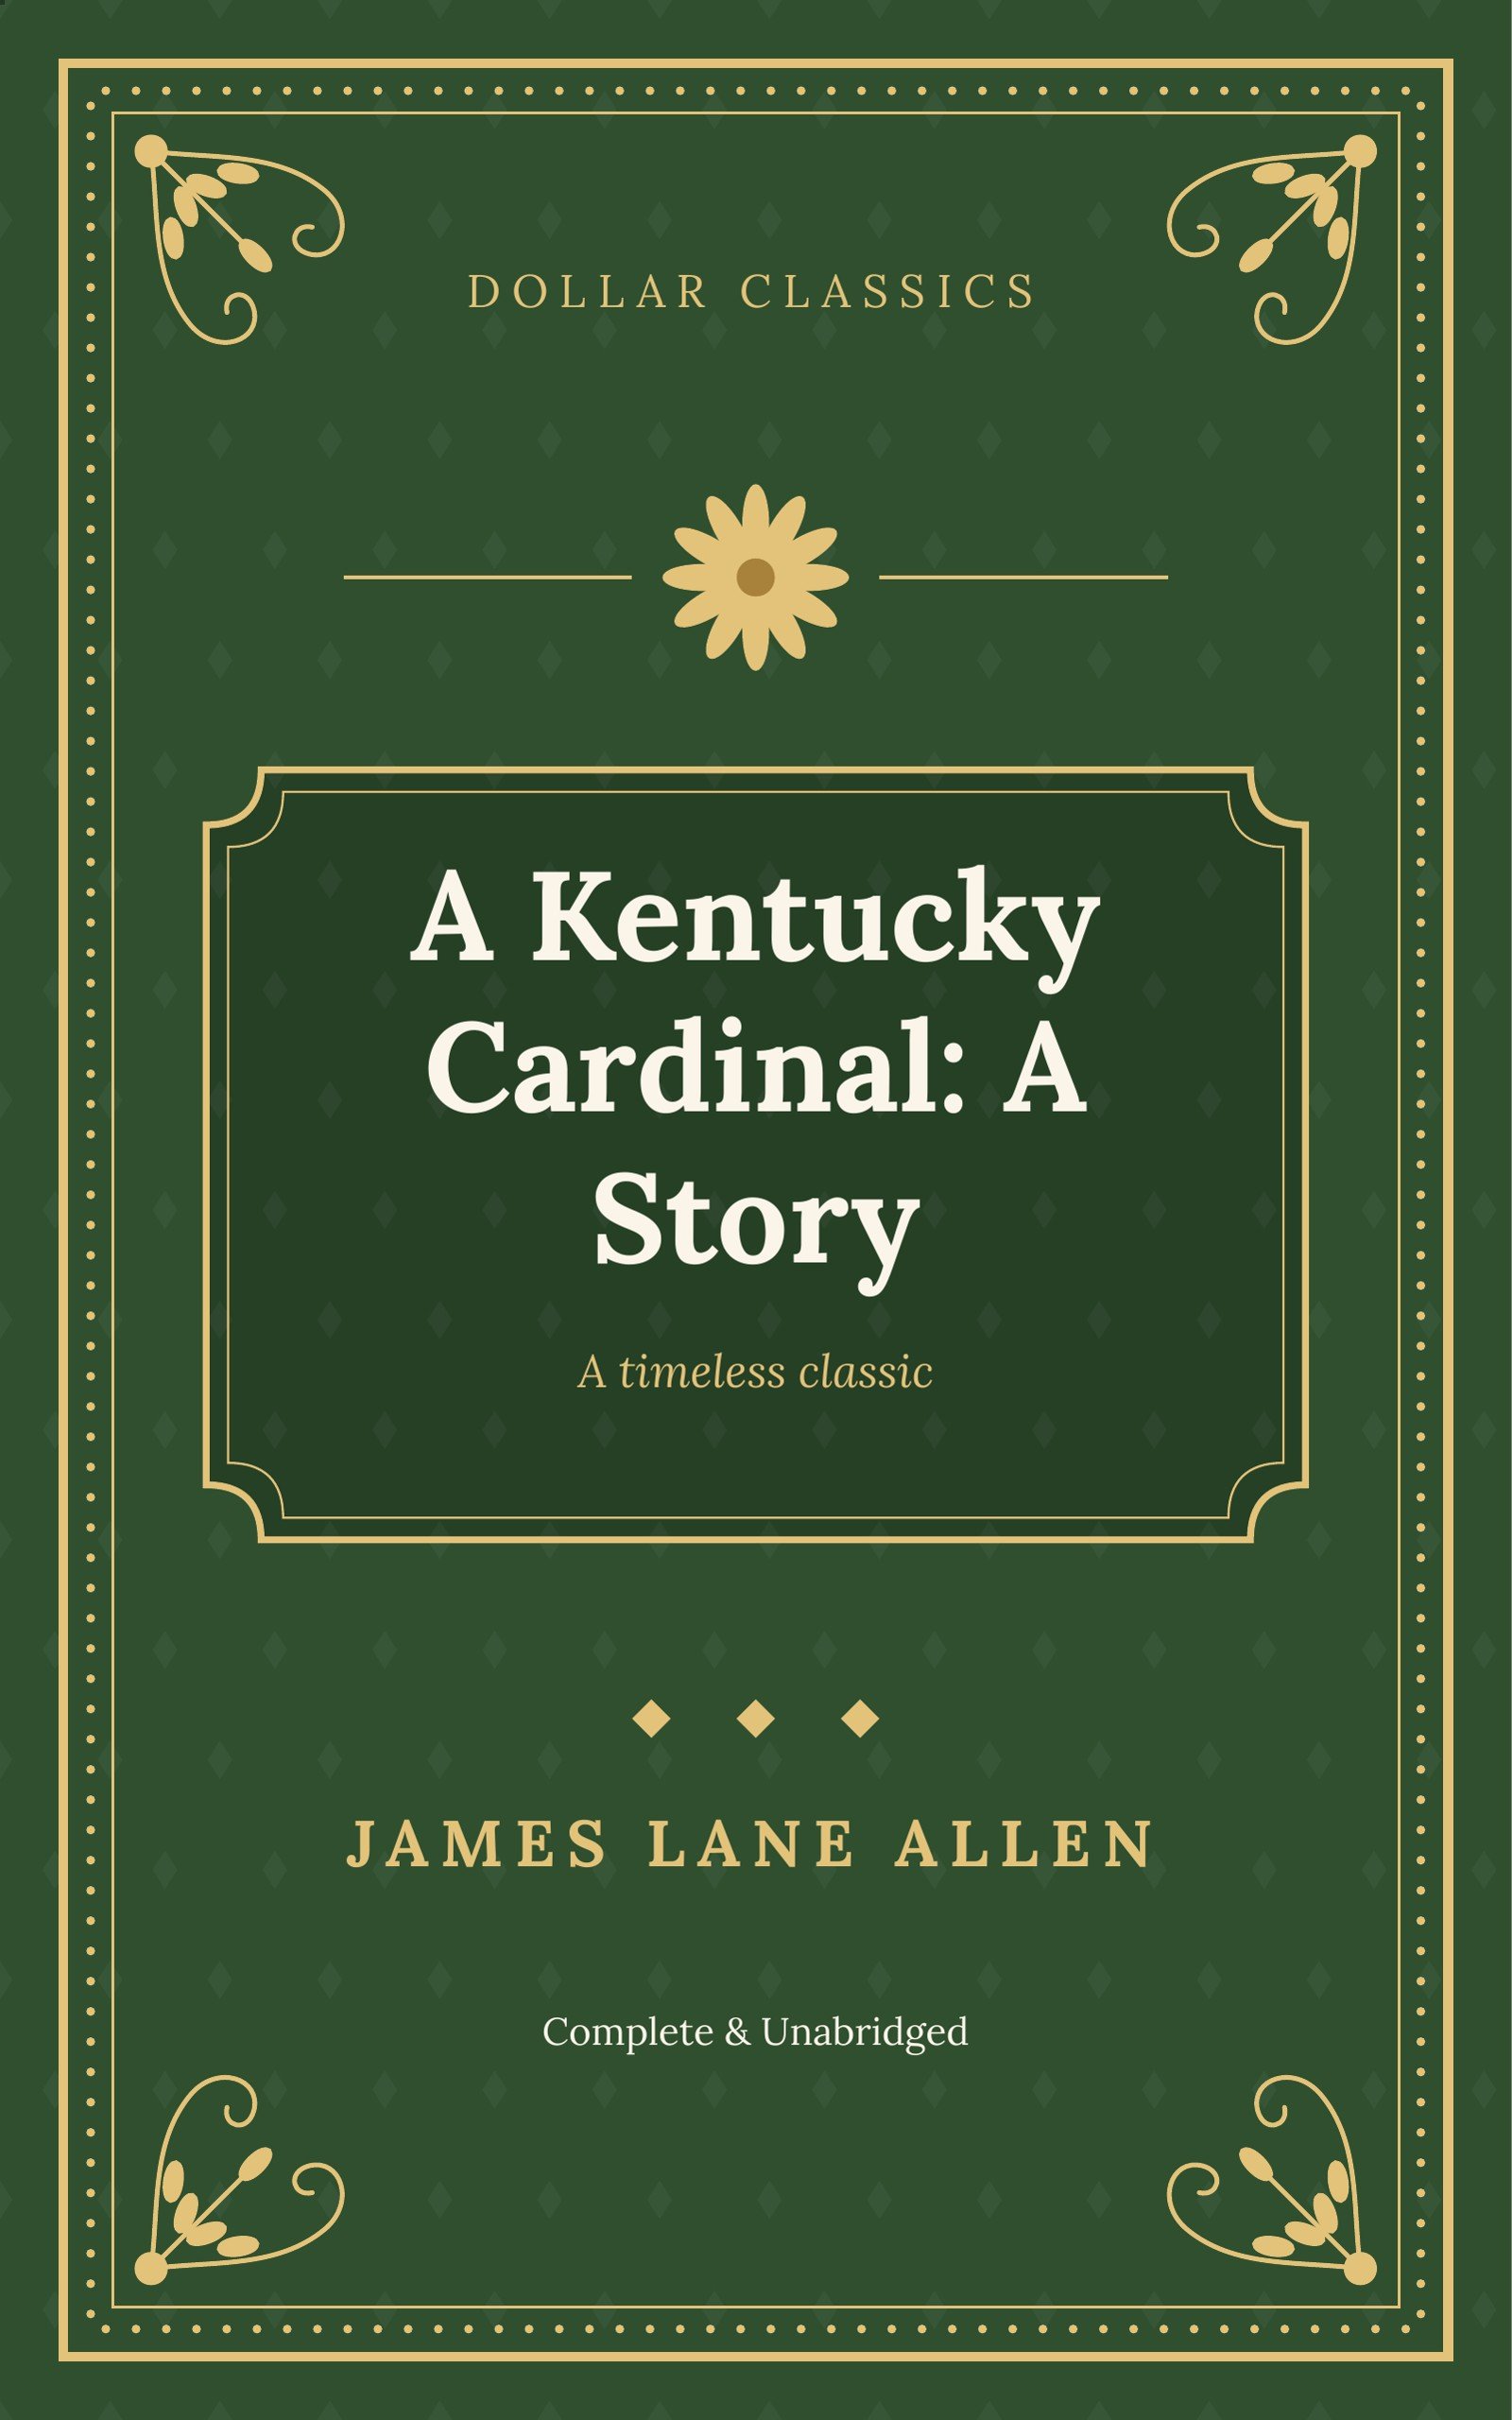 DOLLAR CLASSICS
A Kentucky
Cardinal: A
Story
A timeless classic
JAMES LANE ALLEN
Complete & Unabridged